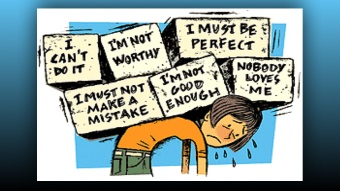 I
CAN'T
DO IT
I'M NOT
WORTHY
I MUST BE
PERFECT
I MUST NOT
MAKE A
MISTAKE
I'M NOT
GOOD
ENOUGH
NOBODY
LOVES
ME